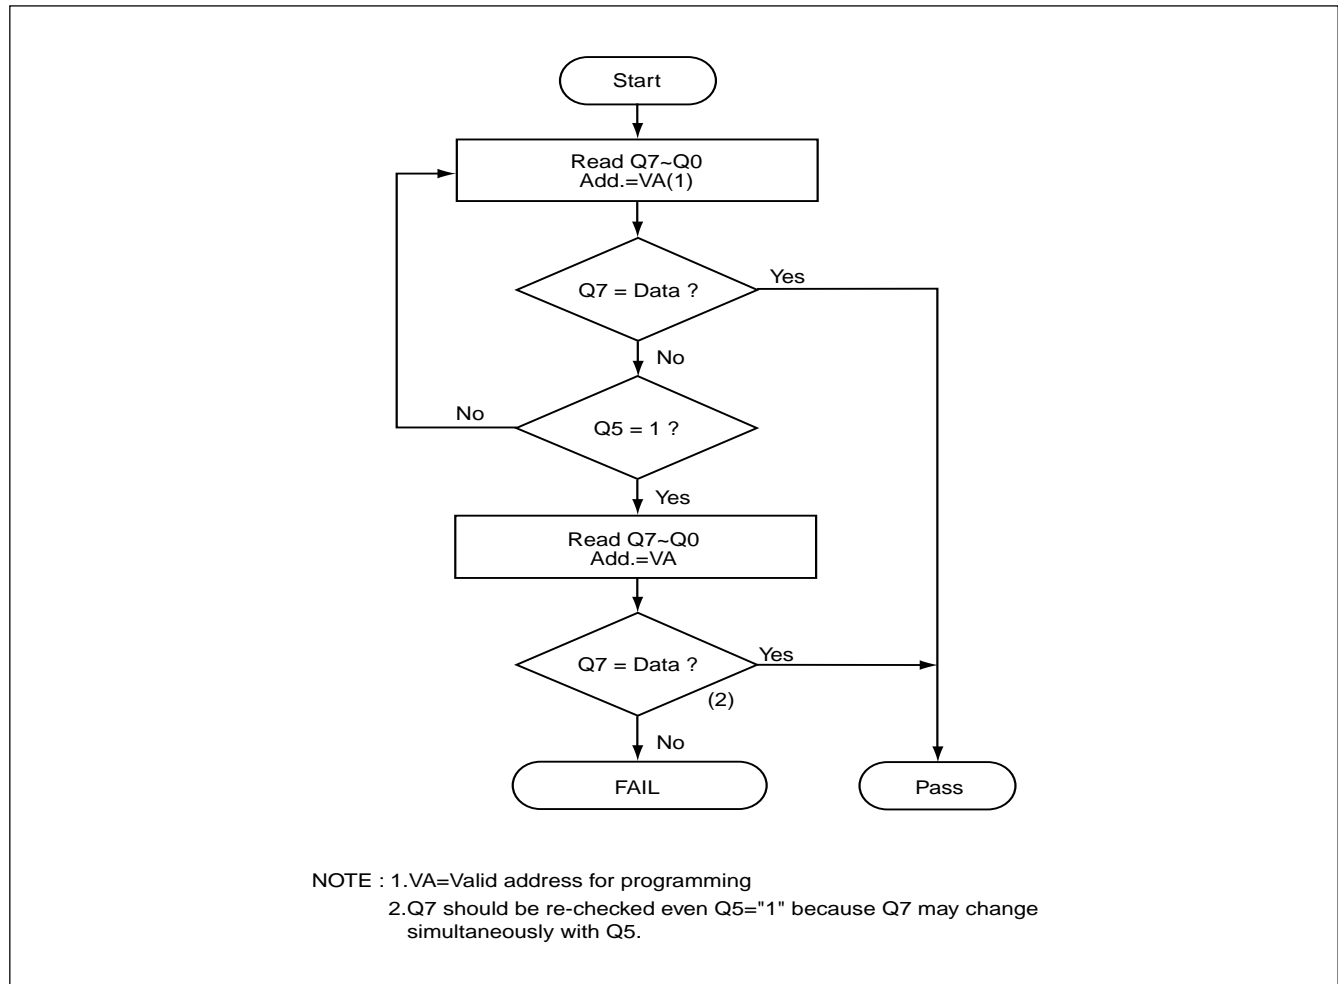 Start
Read Q7~Q0
Add.=VA(1)
Q7 = Data ?
Yes
No
No
Q5 = 1 ?
Yes
Read Q7~Q0
Add.=VA
Q7 = Data ?
Yes
(2)
No
FAIL
Pass
NOTE : 1.VA=Valid address for programming
2.Q7 should be re-checked even Q5="1" because Q7 may change
simultaneously with Q5.